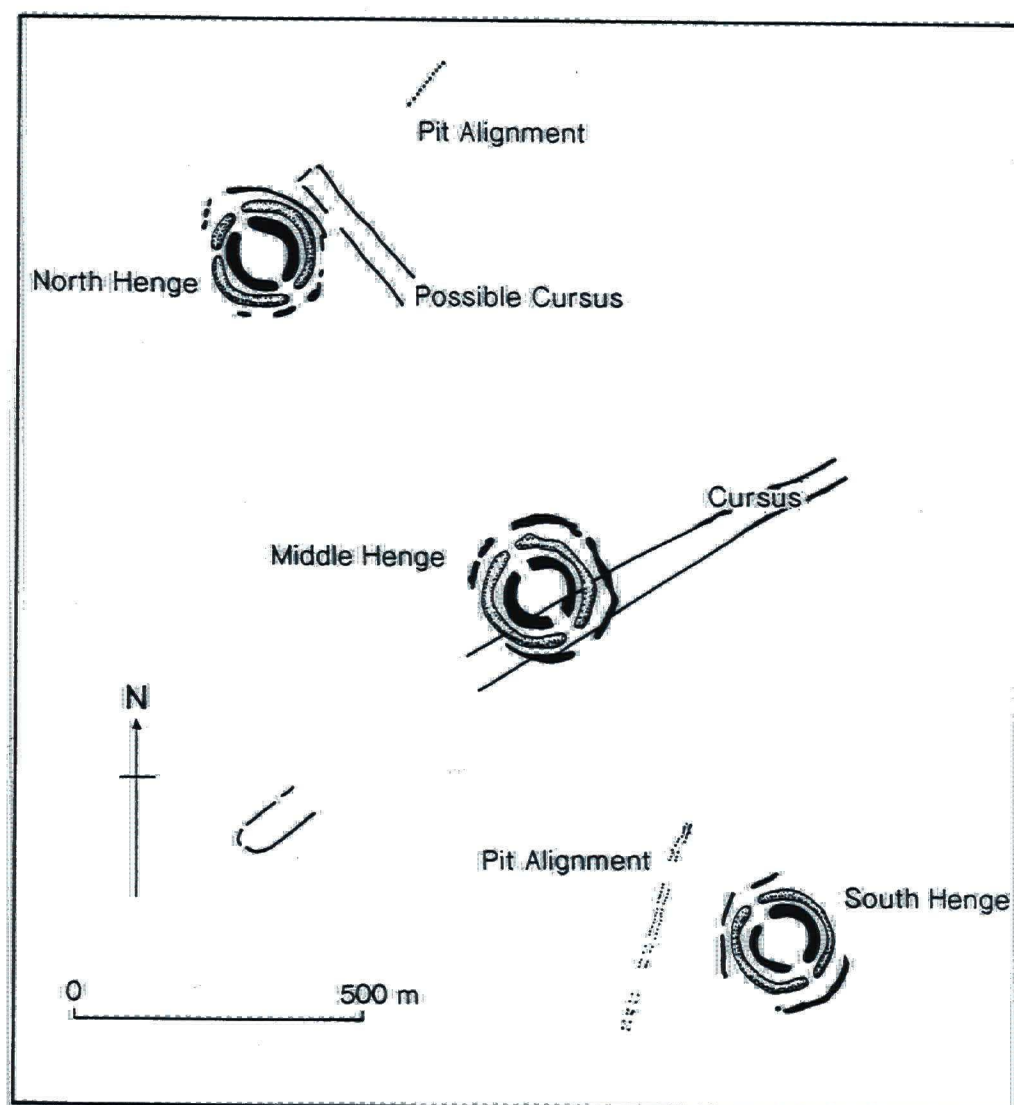 Pit Alignment
North Henge
Possible Cursus
Cursus
Middle Henge
N
Pit Alignment
South Henge
0 500 m